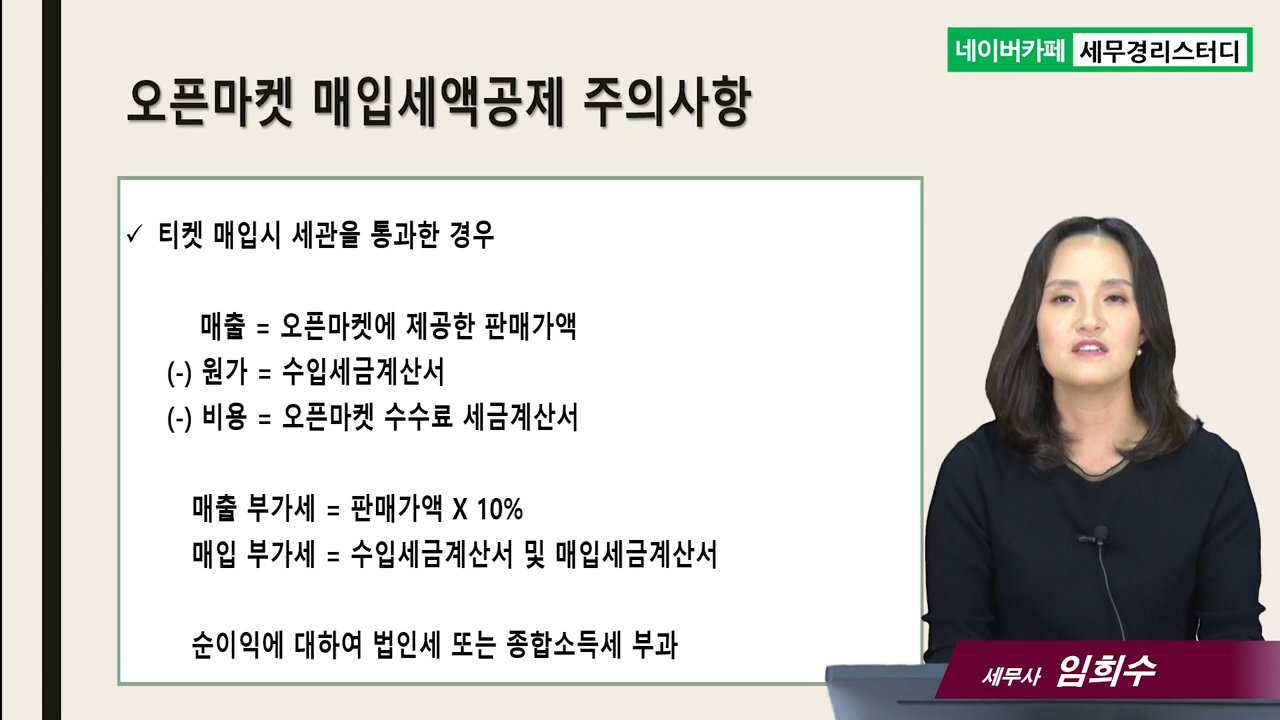 네이버카페 세무경리스터디
오픈마켓 매입세액공제 주의사항
✓ 티켓 매입시 세관을 통과한 경우
매출 = 오픈마켓에 제공한 판매가액
(-) 원가 = 수입세금계산서
(-) 비용 = 오픈마켓 수수료 세금계산서
매출 부가세 = 판매가액 X 10%
매입 부가세 = 수입세금계산서 및 매입세금계산서
순이익에 대하여 법인세 또는 종합소득세 부과
세무사 임희수